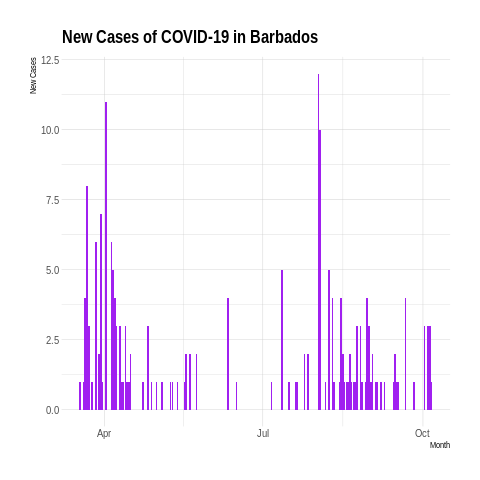 New Cases of COVID-19 in Barbados
New Cases
12.5
10.0
7.5
5.0
2.5
0.0
Apr
Jul
Oct
Month